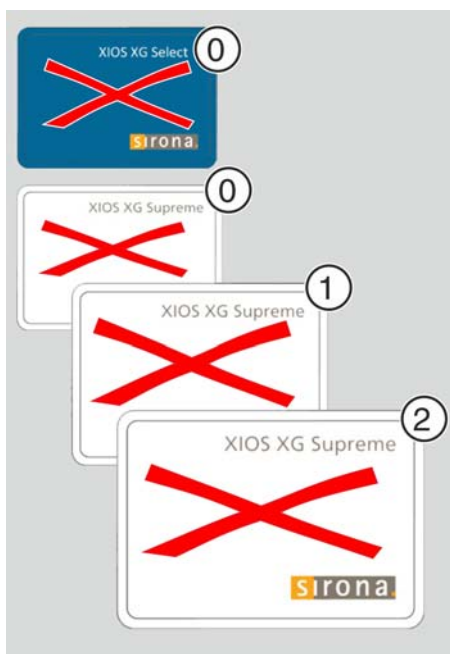 XIOS XG Select
0
sirona.
0
XIOS XG Supreme
1
XIOS XG Supreme
2
XIOS XG Supreme
sirona.